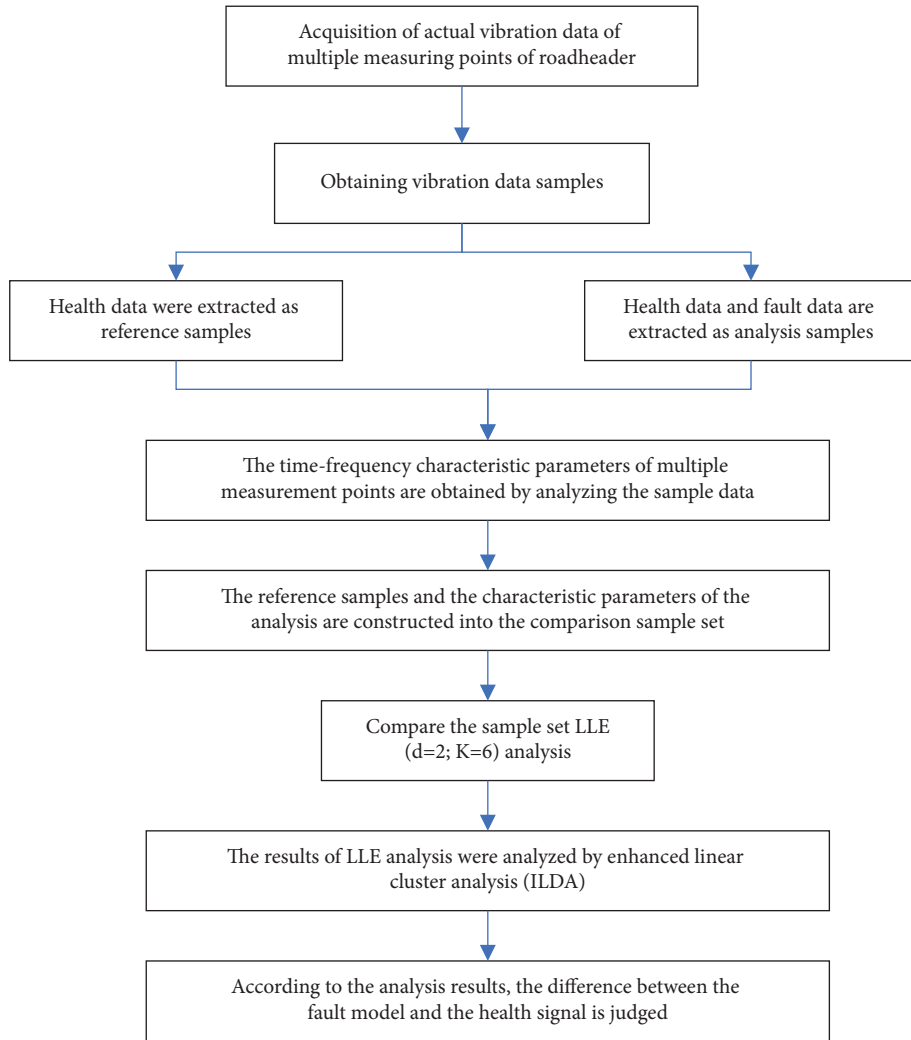 Acquisition of actual vibration data of
multiple measuring points of roadheader
Obtaining vibration data samples
Health data were extracted as
reference samples
Health data and fault data are
extracted as analysis samples
The time-frequency characteristic parameters of multiple
measurement points are obtained by analyzing the sample data
The reference samples and the characteristic parameters of the
analysis are constructed into the comparison sample set
Compare the sample set LLE
(d=2; K=6) analysis
The results of LLE analysis were analyzed by enhanced linear
cluster analysis (ILDA)
According to the analysis results, the difference between the
fault model and the health signal is judged